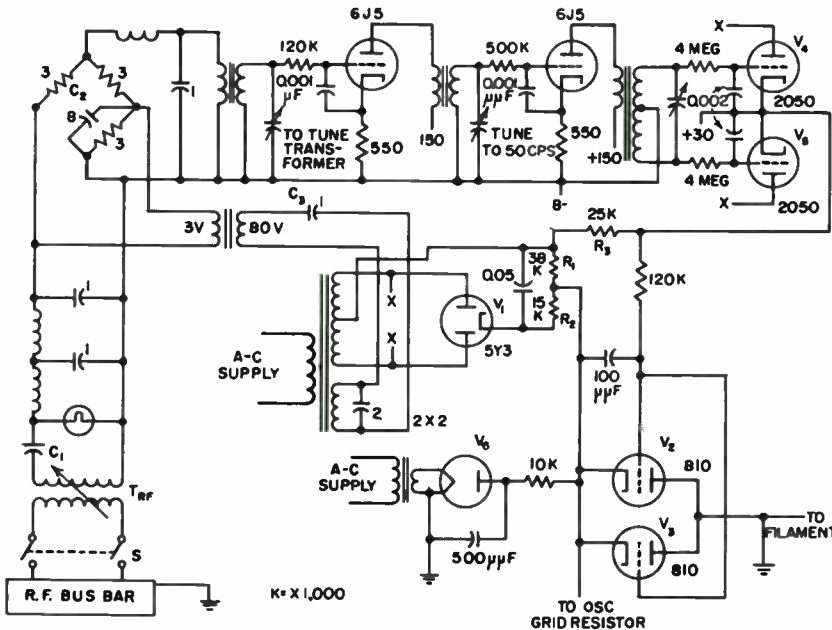 6J5
6J5
V4
X
120K
500K
4 MEG
3
3
C2
1
0.001
µF
0.001
µµF
0.002
8
3
TO TUNE
TRANS-
FORMER
550
150
TUNE
TO 50CPS
550
+150
+30
2050
V5
4 MEG
X
2050
8-
C3
1
3V
80V
25K
R3
38
K
R1
120K
0.05
X
V1
15
K
R2
X
5Y3
1
A-C
SUPPLY
100
µµF
1
2
2X2
V2
810
C1
V6
A-C
SUPPLY
10K
TRF
V3
TO
FILAMENT
500µµF
810
S
R.F. BUS BAR
K=X1,000
TO OSC
GRID RESISTOR